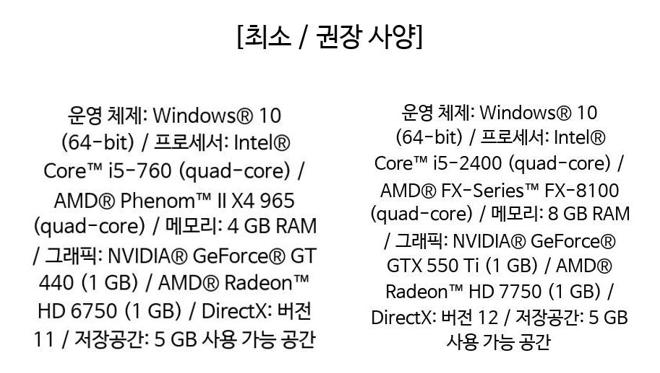 [최소 / 권장 사양]
운영 체제: Windows® 10
(64-bit) / 프로세서: Intel®
Core™ i5-760 (quad-core) /
AMD® Phenom™ II X4 965
(quad-core) / 메모리: 4 GB RAM
/ 그래픽: NVIDIA® GeForce® GT
440 (1 GB) / AMD® Radeon™
HD 6750 (1 GB) / DirectX: 버전
11 / 저장공간: 5 GB 사용 가능 공간
운영 체제: Windows® 10
(64-bit) / 프로세서: Intel®
Core™ i5-2400 (quad-core) /
AMD® FX-Series™ FX-8100
(quad-core) / 메모리: 8 GB RAM
/ 그래픽: NVIDIA® GeForce®
GTX 550 Ti (1 GB) / AMD®
Radeon™ HD 7750 (1 GB) /
DirectX: 버전 12 / 저장공간: 5 GB
사용 가능 공간